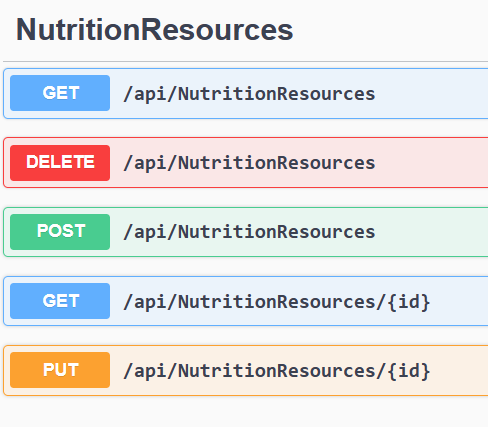 NutritionResources
GET /api/NutritionResources
DELETE /api/NutritionResources
POST /api/NutritionResources
GET /api/NutritionResources/{id}
PUT /api/NutritionResources/{id}